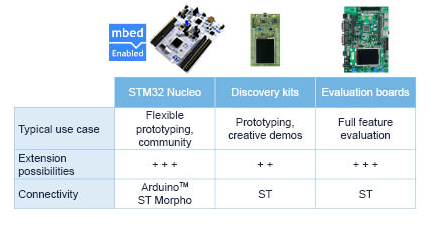 mbed
Enabled
STM32 Nucleo Discovery kits Evaluation boards
Typical use case Flexible prototyping, community Prototyping, creative demos Full feature evaluation
Extension possibilities + + + + + + + +
Connectivity Arduino™ ST Morpho ST ST